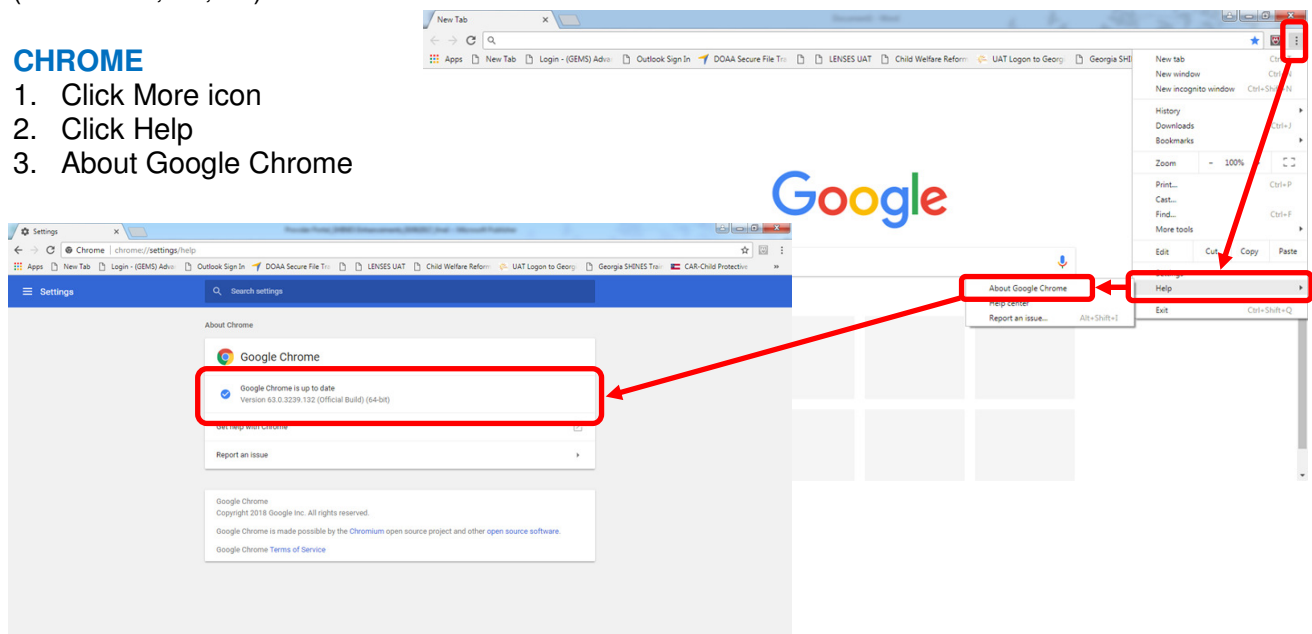 CHROME
1. Click More icon
2. Click Help
3. About Google Chrome
New Tab
Apps New Tab Login - (GEMS) Adva Outlook Sign In DOAA Secure File Tra LENSES UAT Child Welfare Reform UAT Logon to Georg Georgia SHI
New tab
New window
New incognito window Ctrl+Shift+N
History
Downloads Ctrl+J
Bookmarks
Zoom - 100%
Print... Ctrl+P
Cast...
Find... Ctrl+F
More tools
Edit Cut Copy Paste
Help
Exit Ctrl+Shift+Q
Google
About Google Chrome
Help center
Report an issue... Alt+Shift+I
Settings
Chrome chrome://settings/help
Apps New Tab Login - (GEMS) Adva Outlook Sign In DOAA Secure File Tra LENSES UAT Child Welfare Reform UAT Logon to Georg Georgia SHINES Train CAR-Child Protective
Settings Search settings
About Chrome
Google Chrome
Google Chrome is up to date
Version 63.0.3239.132 (Official Build) (64-bit)
Get help with Chrome
Report an issue
Google Chrome
Copyright 2018 Google Inc. All rights reserved.
Google Chrome is made possible by the Chromium open source project and other open source software.
Google Chrome Terms of Service